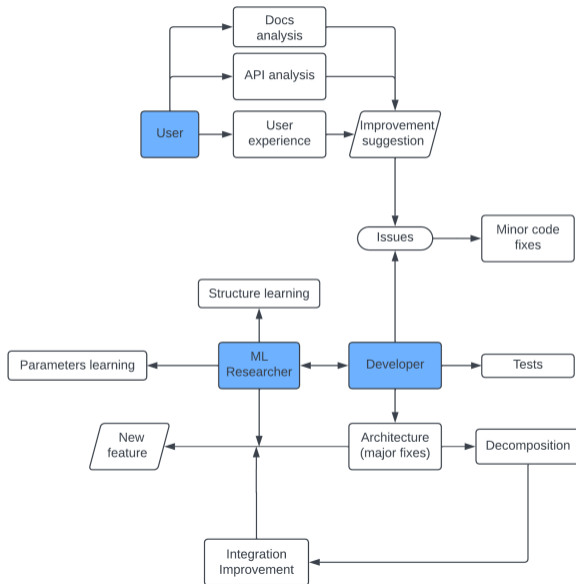 Docs
analysis
API analysis
User
User
experience
Improvement
suggestion
Issues
Minor code
fixes
Structure learning
Parameters learning
ML
Researcher
Developer
Tests
New
feature
Architecture
(major fixes)
Decomposition
Integration
Improvement